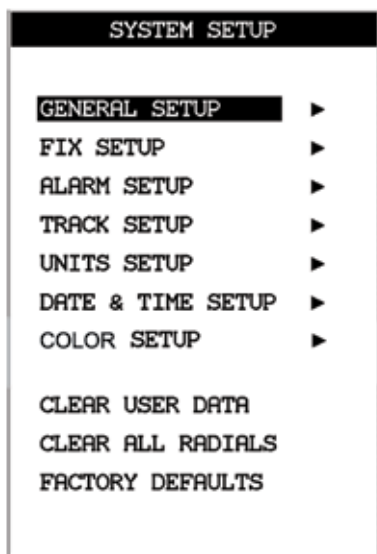 SYSTEM SETUP
GENERAL SETUP ►
FIX SETUP ►
ALARM SETUP ►
TRACK SETUP ►
UNITS SETUP ►
DATE & TIME SETUP ►
COLOR SETUP ►
CLEAR USER DATA
CLEAR ALL RADIALS
FACTORY DEFAULTS